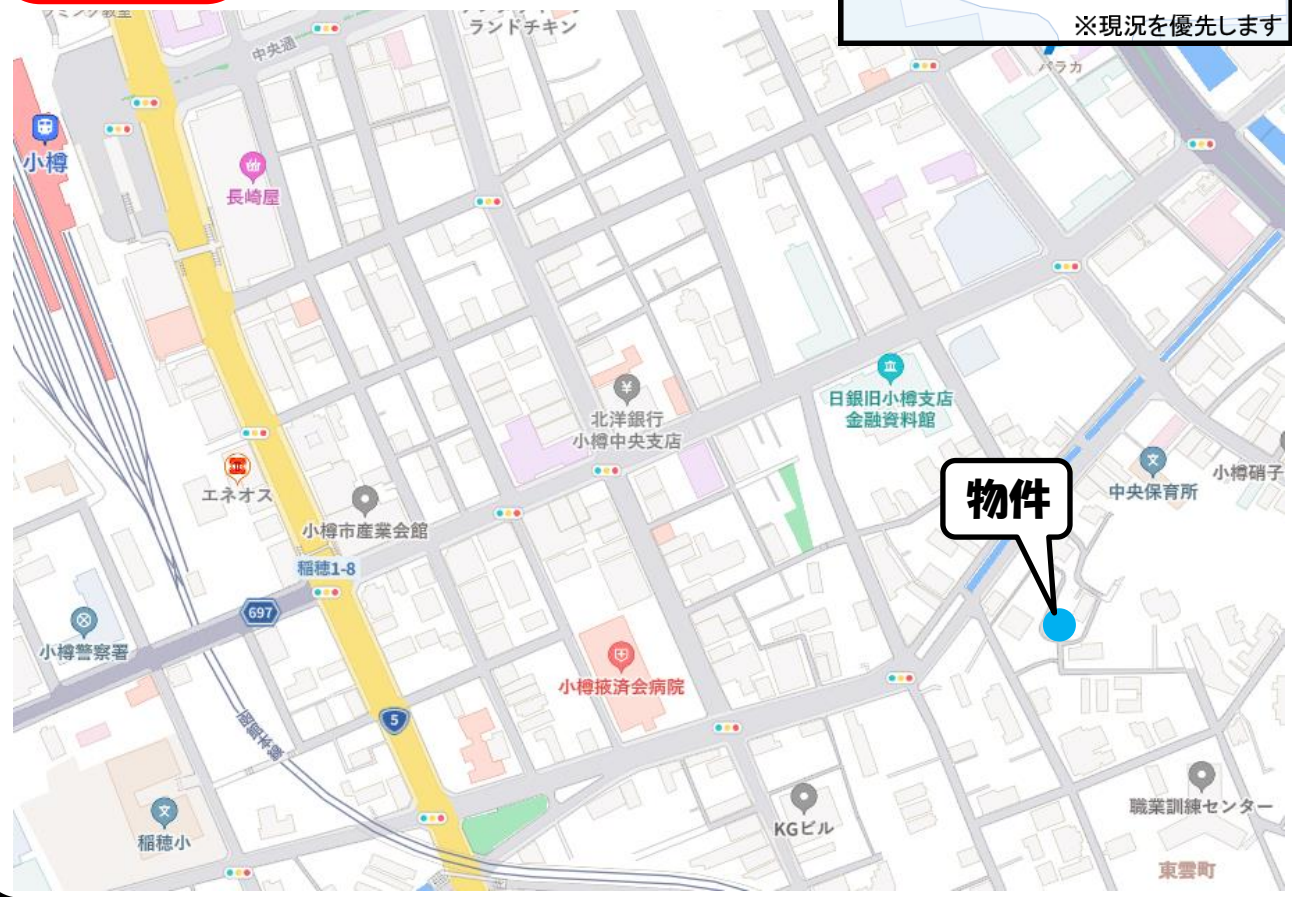 ランドチキン
※現況を優先します
中央通
パラカ
小樽
長崎屋
北洋銀行
小樽中央支店
日銀旧小樽支店
金融資料館
エネオス
小樽市産業会館
物件
中央保育所
小樽硝子
稲穂1-8
697
小樽警察署
小樽掖済会病院
5
函館本線
職業訓練センター
KGビル
稲穂小
東雲町